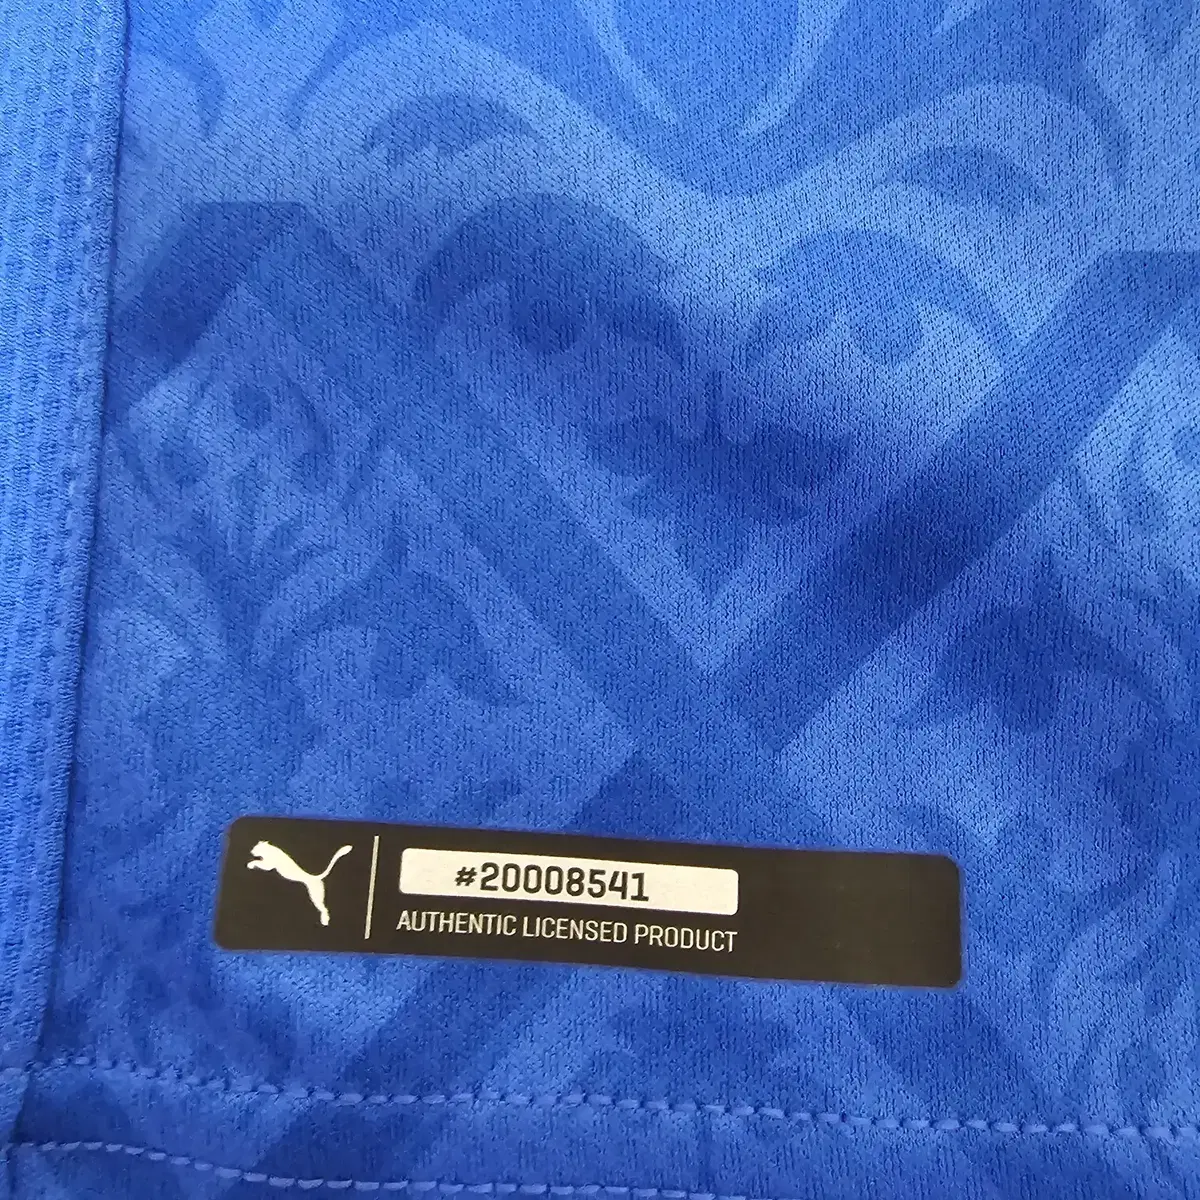 #20008541
AUTHENTIC LICENSED PRODUCT